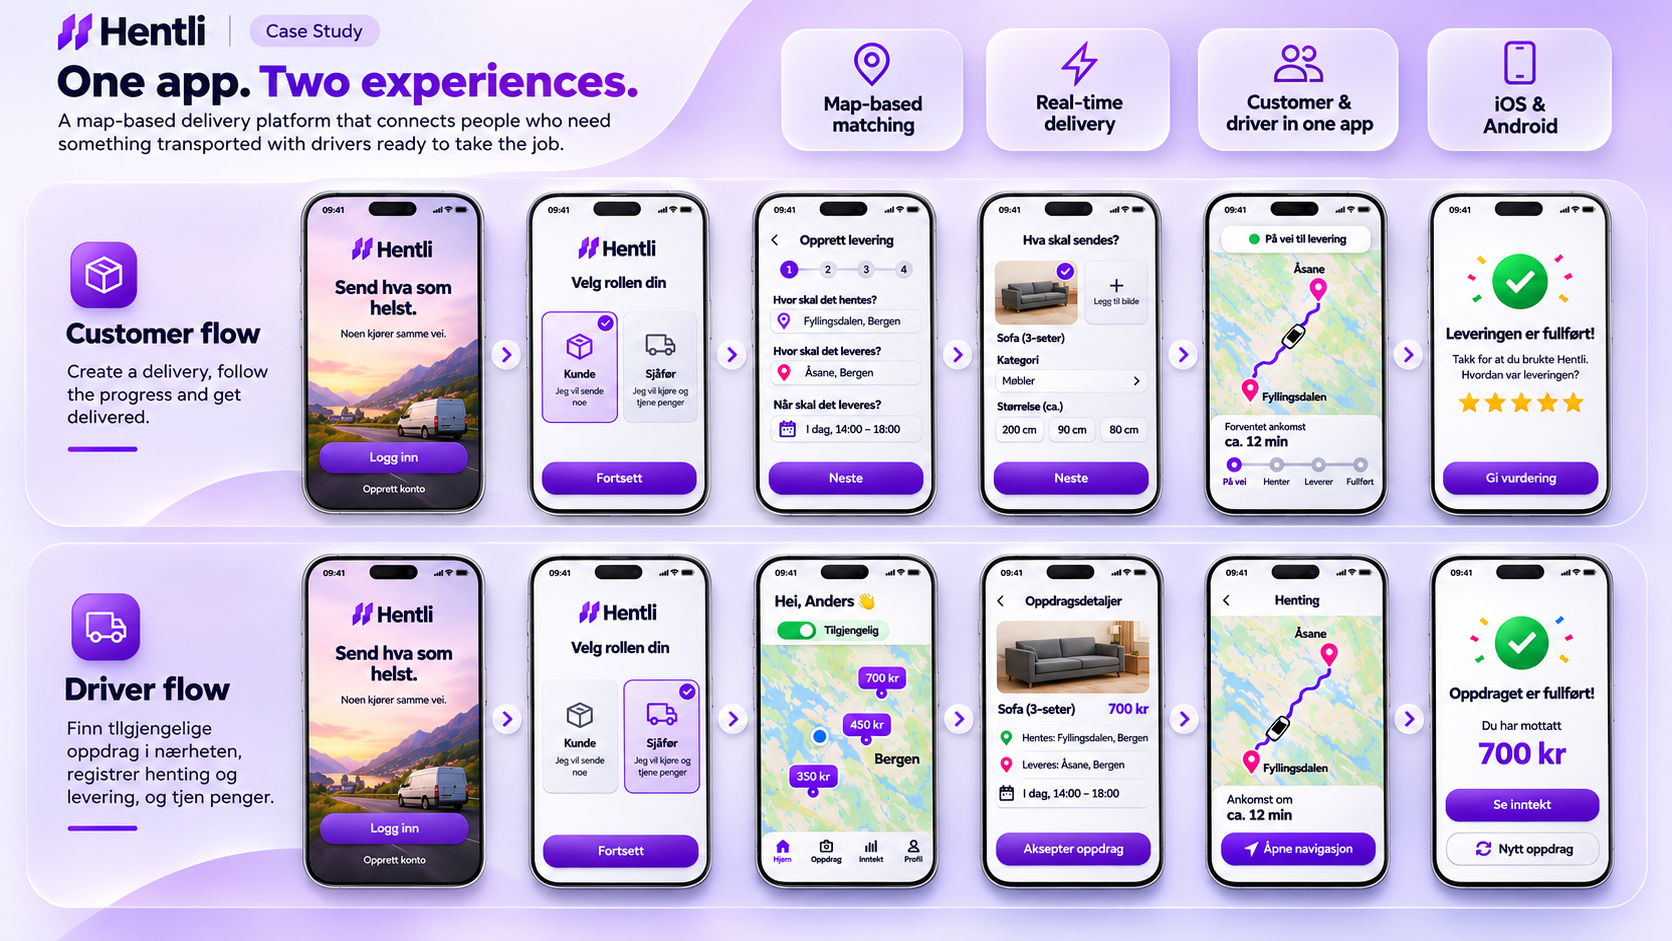 Hentli
Case Study
One app. Two experiences.
A map-based delivery platform that connects people who need
something transported with drivers ready to take the job.
Map-based
matching
Real-time
delivery
Customer &
driver in one app
iOS &
Android
Customer flow
Create a delivery, follow
the progress and get
delivered.
09:41
Hentli
Send hva som
helst.
Noen kjører samme vei.
Logg inn
Opprett konto
09:41
Hentli
Velg rollen din
Kunde
Jeg vil sende
noe
Sjåfør
Jeg vil kjøre og
tjene penger
Fortsett
09:41
Opprett levering
1 2 3 4
Hvor skal det hentes?
Fyllingsdalen, Bergen
Hvor skal det leveres?
Åsane, Bergen
Når skal det leveres?
I dag, 14:00 – 18:00
Neste
09:41
Hva skal sendes?
Legg til bilde
Sofa (3-seter)
Kategori
Møbler
Størrelse (ca.)
200 cm 90 cm 80 cm
Neste
09:41
På vei til levering
Åsane
Fyllingsdalen
Forventet ankomst
ca. 12 min
På vei Henter Leverer Fullført
09:41
Leveringen er fullført!
Takk for at du brukte Hentli.
Hvordan var leveringen?
Gi vurdering
Driver flow
Finn tllgjengelige
oppdrag i nærheten,
registrer henting og
levering, og tjen penger.
09:41
Hentli
Send hva som
helst.
Noen kjører samme vei.
Logg inn
Opprett konto
09:41
Hentli
Velg rollen din
Kunde
Jeg vil sende
noe
Sjåfør
Jeg vil kjøre og
tjene penger
Fortsett
09:41
Hei, Anders 👋
Tilgjengelig
700 kr
450 kr
Bergen
350 kr
Hjem Oppdrag Inntekt Profil
09:41
Oppdragsdetaljer
Sofa (3-seter) 700 kr
Hentes: Fyllingsdalen, Bergen
Leveres: Åsane, Bergen
I dag, 14:00 – 18:00
Aksepter oppdrag
09:41
Henting
Åsane
Fyllingsdalen
Ankomst om
ca. 12 min
Åpne navigasjon
09:41
Oppdraget er fullført!
Du har mottatt
700 kr
Se inntekt
Nytt oppdrag